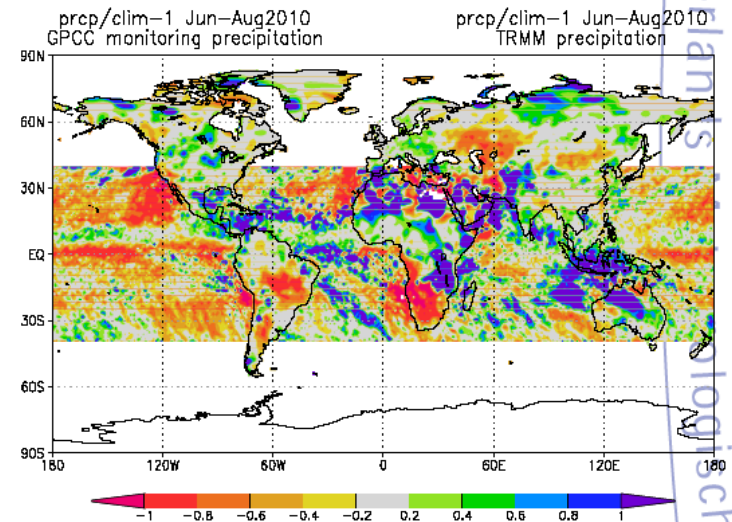 prcp/clim-1 Jun-Aug2010
GPCC monitoring precipitation
prcp/clim-1 Jun-Aug2010
TRMM precipitation
90N
60N
30N
EQ
30S
60S
90S
180 120W 60W 0 60E 120E 180
-1 -0.8 -0.6 -0.4 -0.2 0.2 0.4 0.6 0.8 1